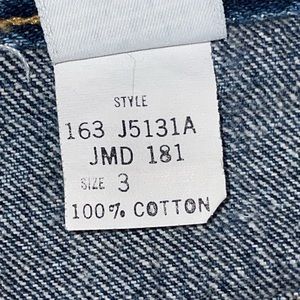 STYLE
163 J5131A
JMD 181
SIZE 3
100% COTTON